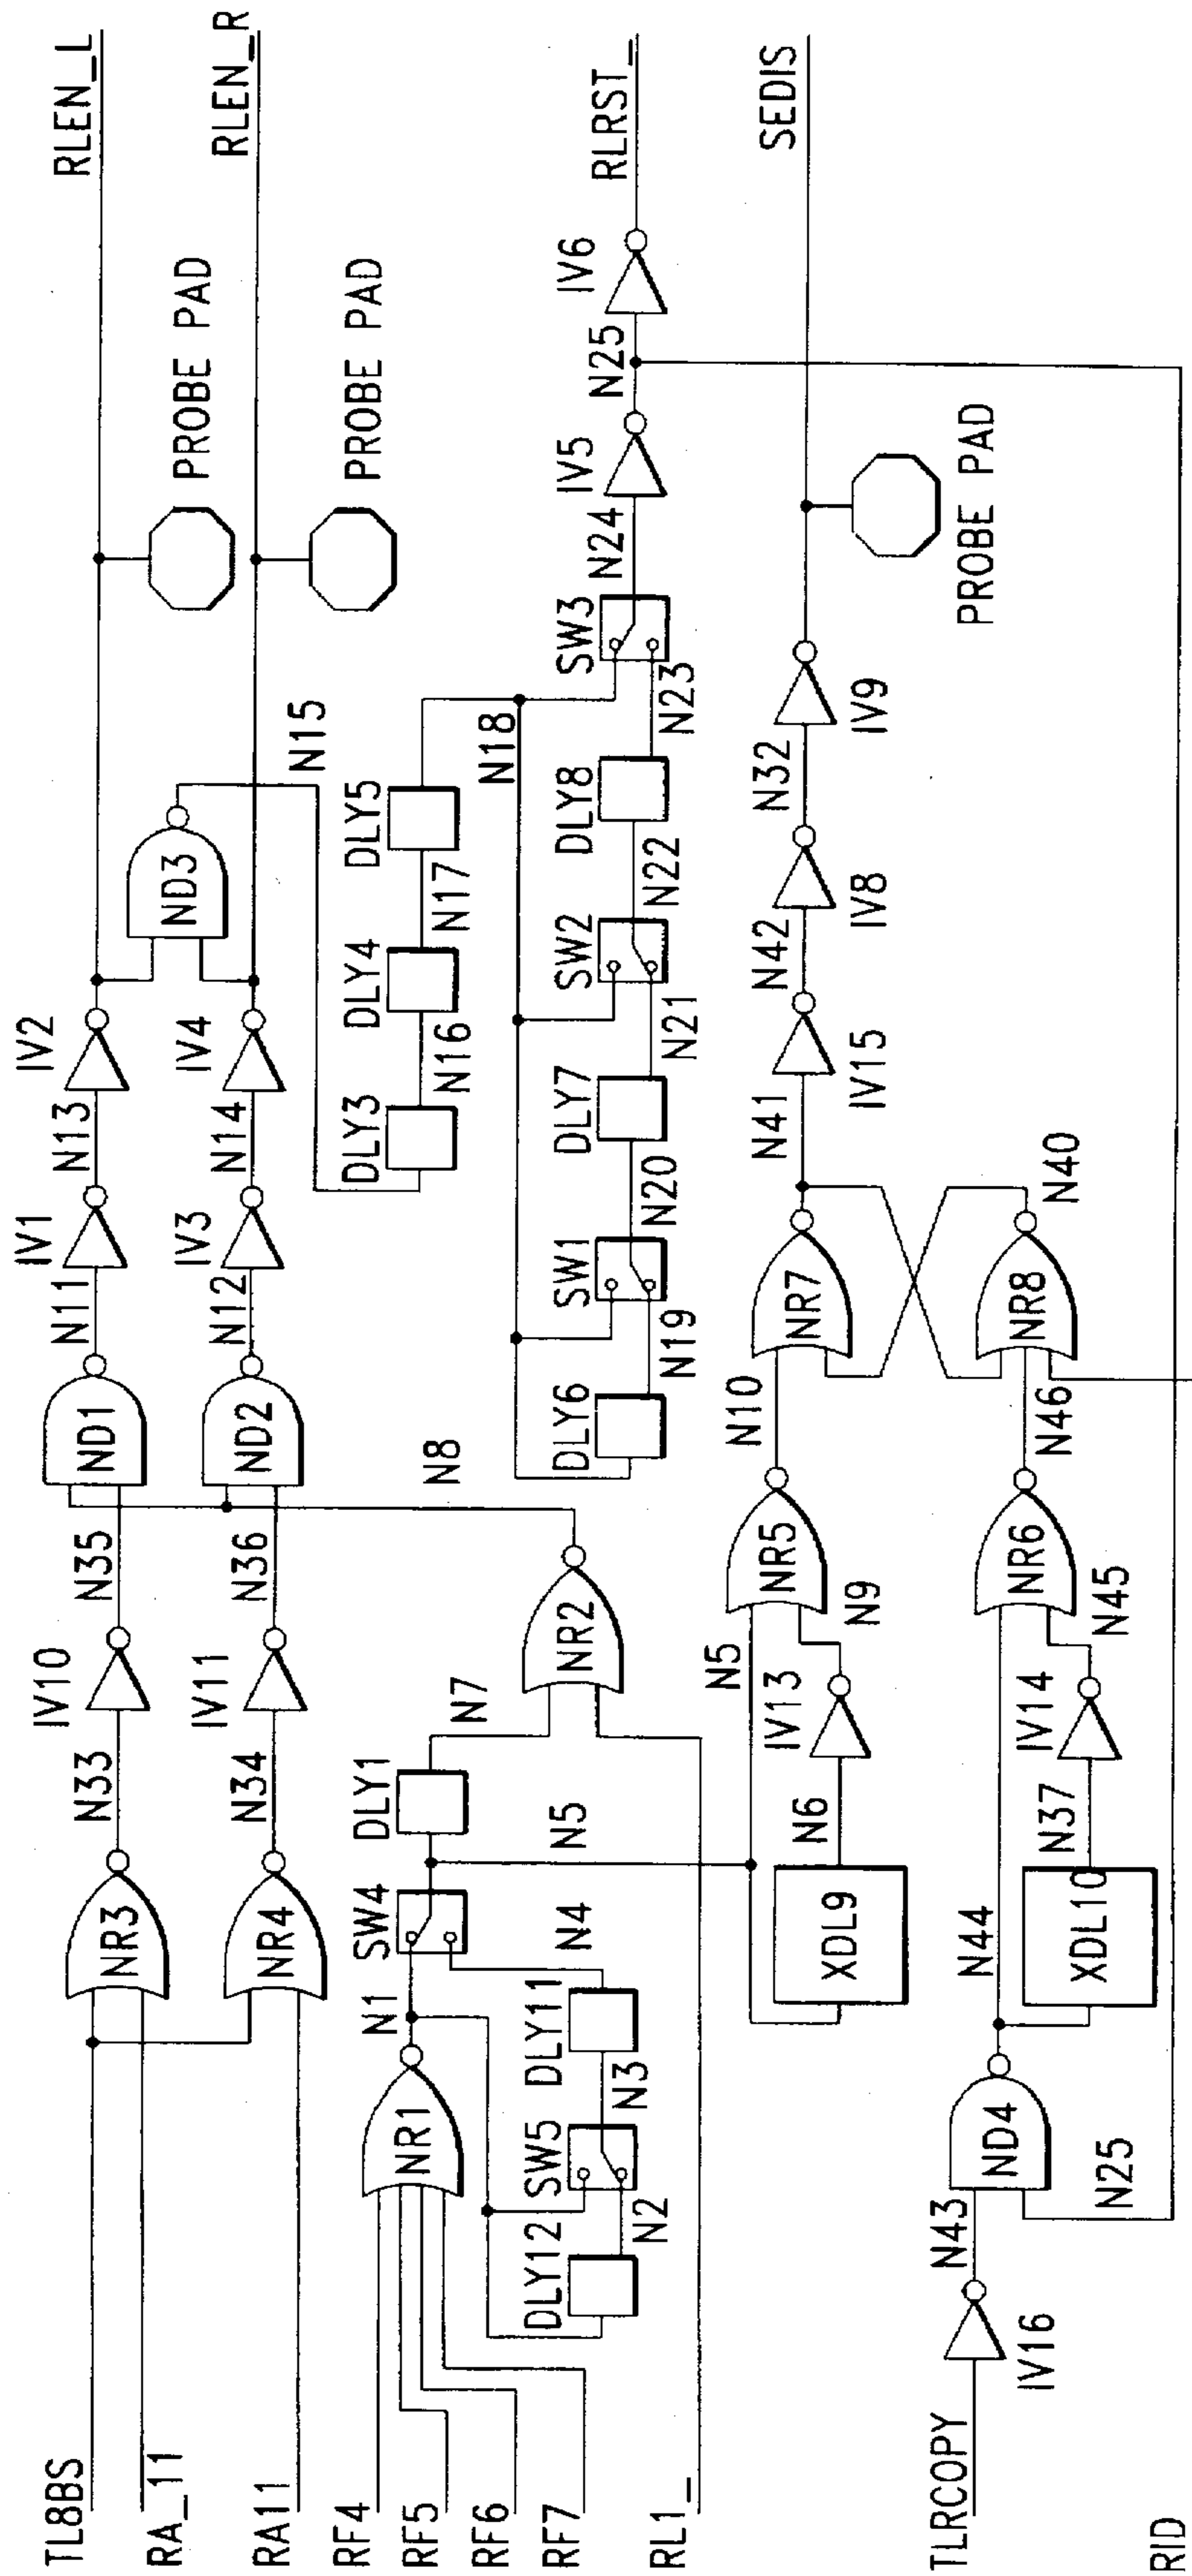 TL8BS
RA_11
RA11
RF4
RF5
RF6
RF7
RL1_
TLRCOPY
RID
NR3
N33
IV10
N35
ND1
N11
IV1
N13
IV2
RLEN_L
NR4
N34
IV11
N36
ND2
N12
IV3
N14
IV4
RLEN_R
PROBE PAD
PROBE PAD
ND3
N15
N8
NR1
N1
SW4
DLY1
N7
NR2
DLY12
N2
SW5
N3
DLY11
N4
N5
DLY3
N16
DLY4
N17
DLY5
N18
DLY6
N19
SW1
N20
DLY7
N21
SW2
N22
DLY8
N23
SW3
N24
IV5
N25
IV6
RLRST_
XDL9
N6
IV13
N9
N5
NR5
N10
NR7
N41
IV15
N42
IV8
N32
IV9
SEDIS
PROBE PAD
IV16
N43
ND4
N25
N44
XDL10
N37
IV14
N45
NR6
N46
NR8
N40